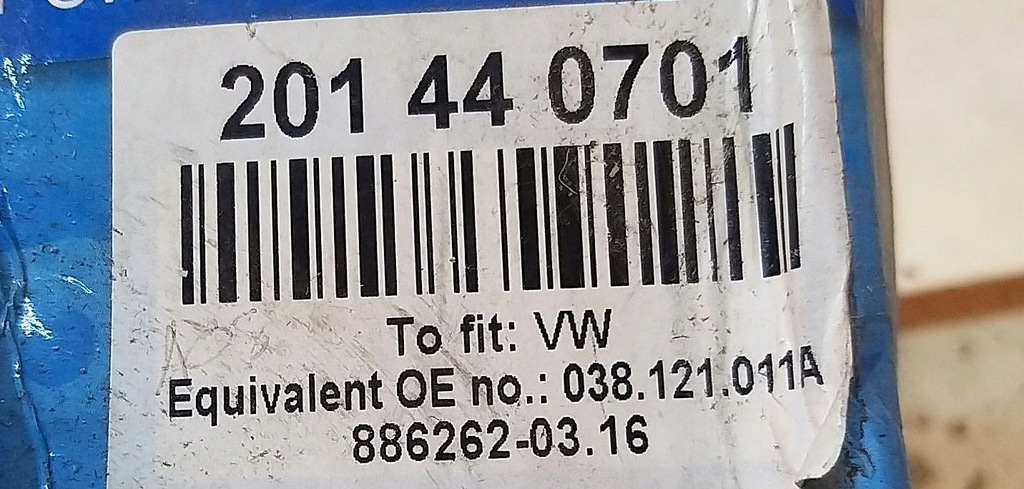 201 44 0701
To fit: VW
Equivalent OE no.: 038.121.011A
886262-03.16